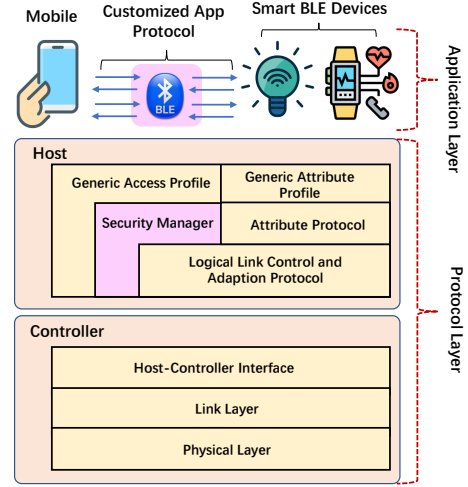 Mobile
Customized App
Protocol
Smart BLE Devices
BLE
Application Layer
Host
Generic Access Profile
Generic Attribute
Profile
Security Manager
Attribute Protocol
Logical Link Control and
Adaption Protocol
Protocol Layer
Controller
Host-Controller Interface
Link Layer
Physical Layer